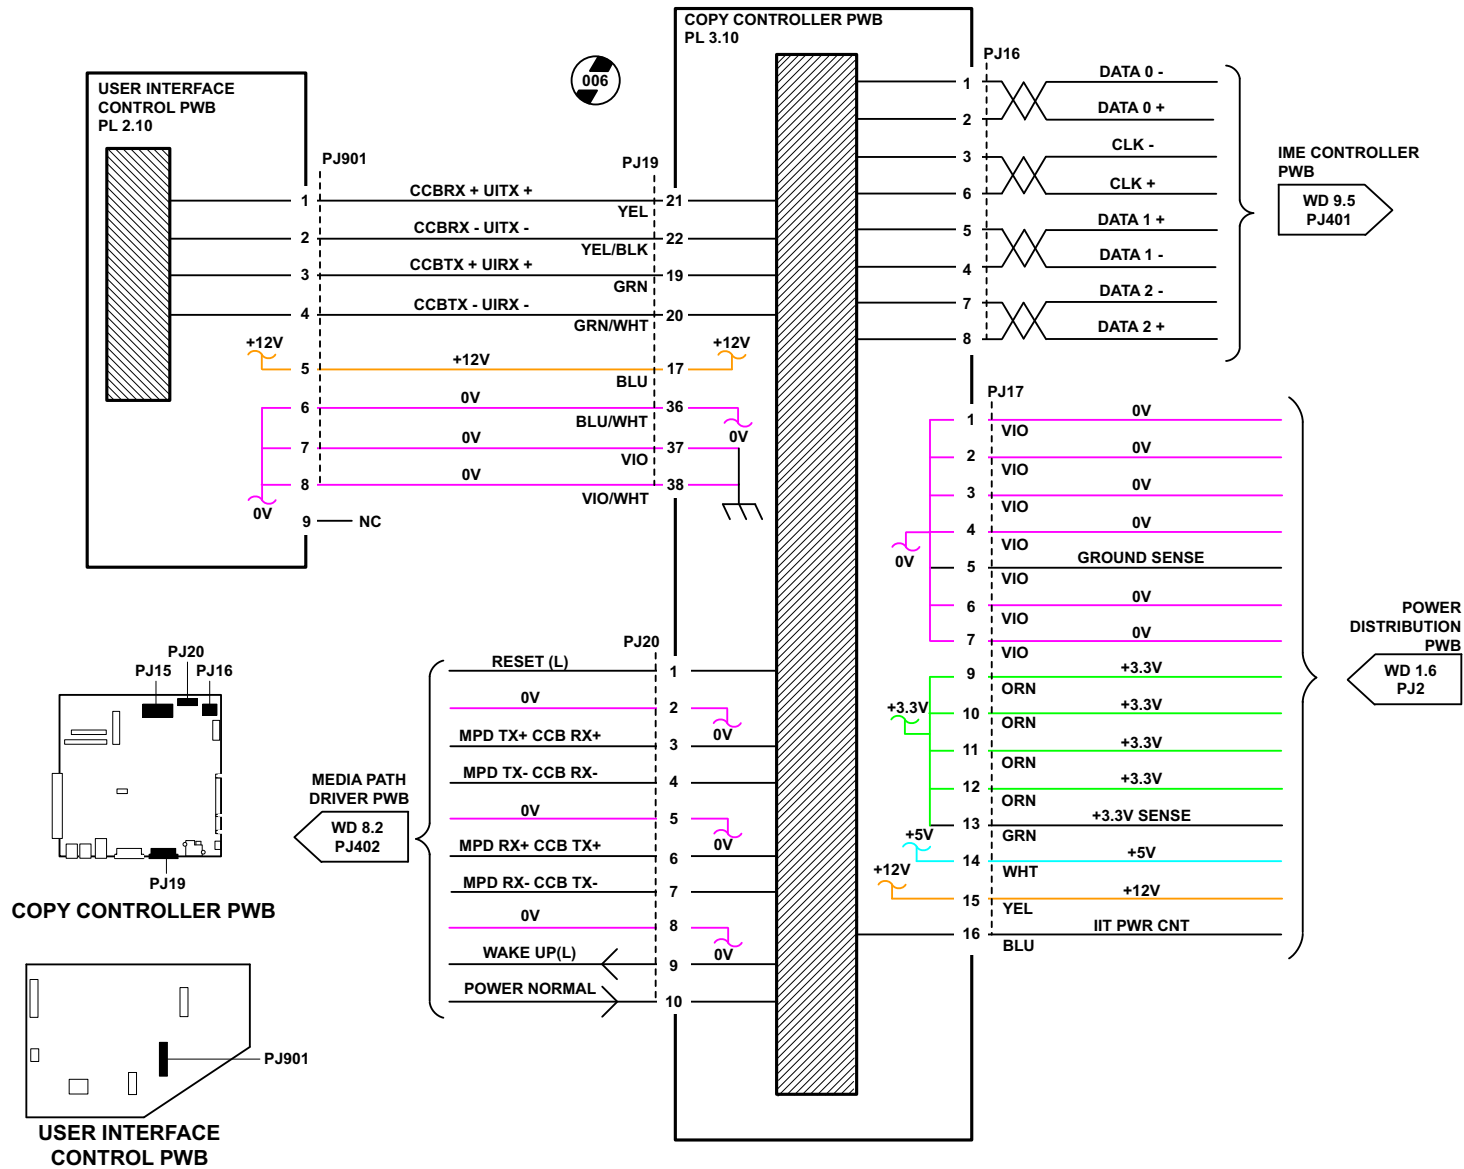 COPY CONTROLLER PWB
PL 3.10
006
USER INTERFACE
CONTROL PWB
PL 2.10
PJ901
PJ19
1
CCBRX + UITX +
YEL
21
2
CCBRX - UITX -
YEL/BLK
22
3
CCBTX + UIRX +
GRN
19
4
CCBTX - UIRX -
GRN/WHT
20
+12V
5
+12V
BLU
17
+12V
6
0V
BLU/WHT
36
0V
7
0V
VIO
37
8
0V
VIO/WHT
38
0V
9
NC
PJ16
1
DATA 0 -
2
DATA 0 +
3
CLK -
6
CLK +
5
DATA 1 +
4
DATA 1 -
7
DATA 2 -
8
DATA 2 +
IME CONTROLLER
PWB
WD 9.5
PJ401
PJ17
1
0V
VIO
2
0V
VIO
3
0V
VIO
4
0V
VIO
0V
5
GROUND SENSE
VIO
6
0V
VIO
7
0V
VIO
9
+3.3V
ORN
+3.3V
10
+3.3V
ORN
11
+3.3V
ORN
12
+3.3V
ORN
13
+3.3V SENSE
GRN
+5V
14
+5V
WHT
+12V
15
+12V
YEL
16
IIT PWR CNT
BLU
POWER
DISTRIBUTION
PWB
WD 1.6
PJ2
PJ20
RESET (L)
1
0V
2
0V
MPD TX+ CCB RX+
3
MPD TX- CCB RX-
4
0V
5
0V
MPD RX+ CCB TX+
6
MPD RX- CCB TX-
7
0V
8
0V
WAKE UP(L)
9
POWER NORMAL
10
MEDIA PATH
DRIVER PWB
WD 8.2
PJ402
PJ20
PJ15
PJ16
PJ19
COPY CONTROLLER PWB
PJ901
USER INTERFACE
CONTROL PWB